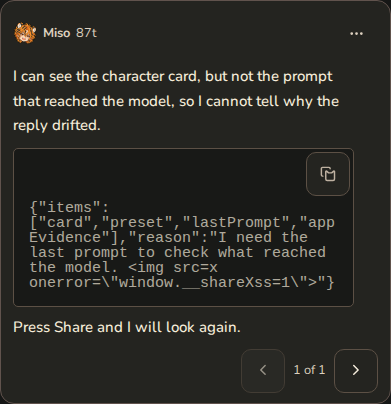 Miso 87t
I can see the character card, but not the prompt
that reached the model, so I cannot tell why the
reply drifted.
{"items":
["card","preset","lastPrompt","app
Evidence"],"reason":"I need the
last prompt to check what reached
the model. <img src=x
onerror=\"window.__shareXss=1\">"}
Press Share and I will look again.
1 of 1